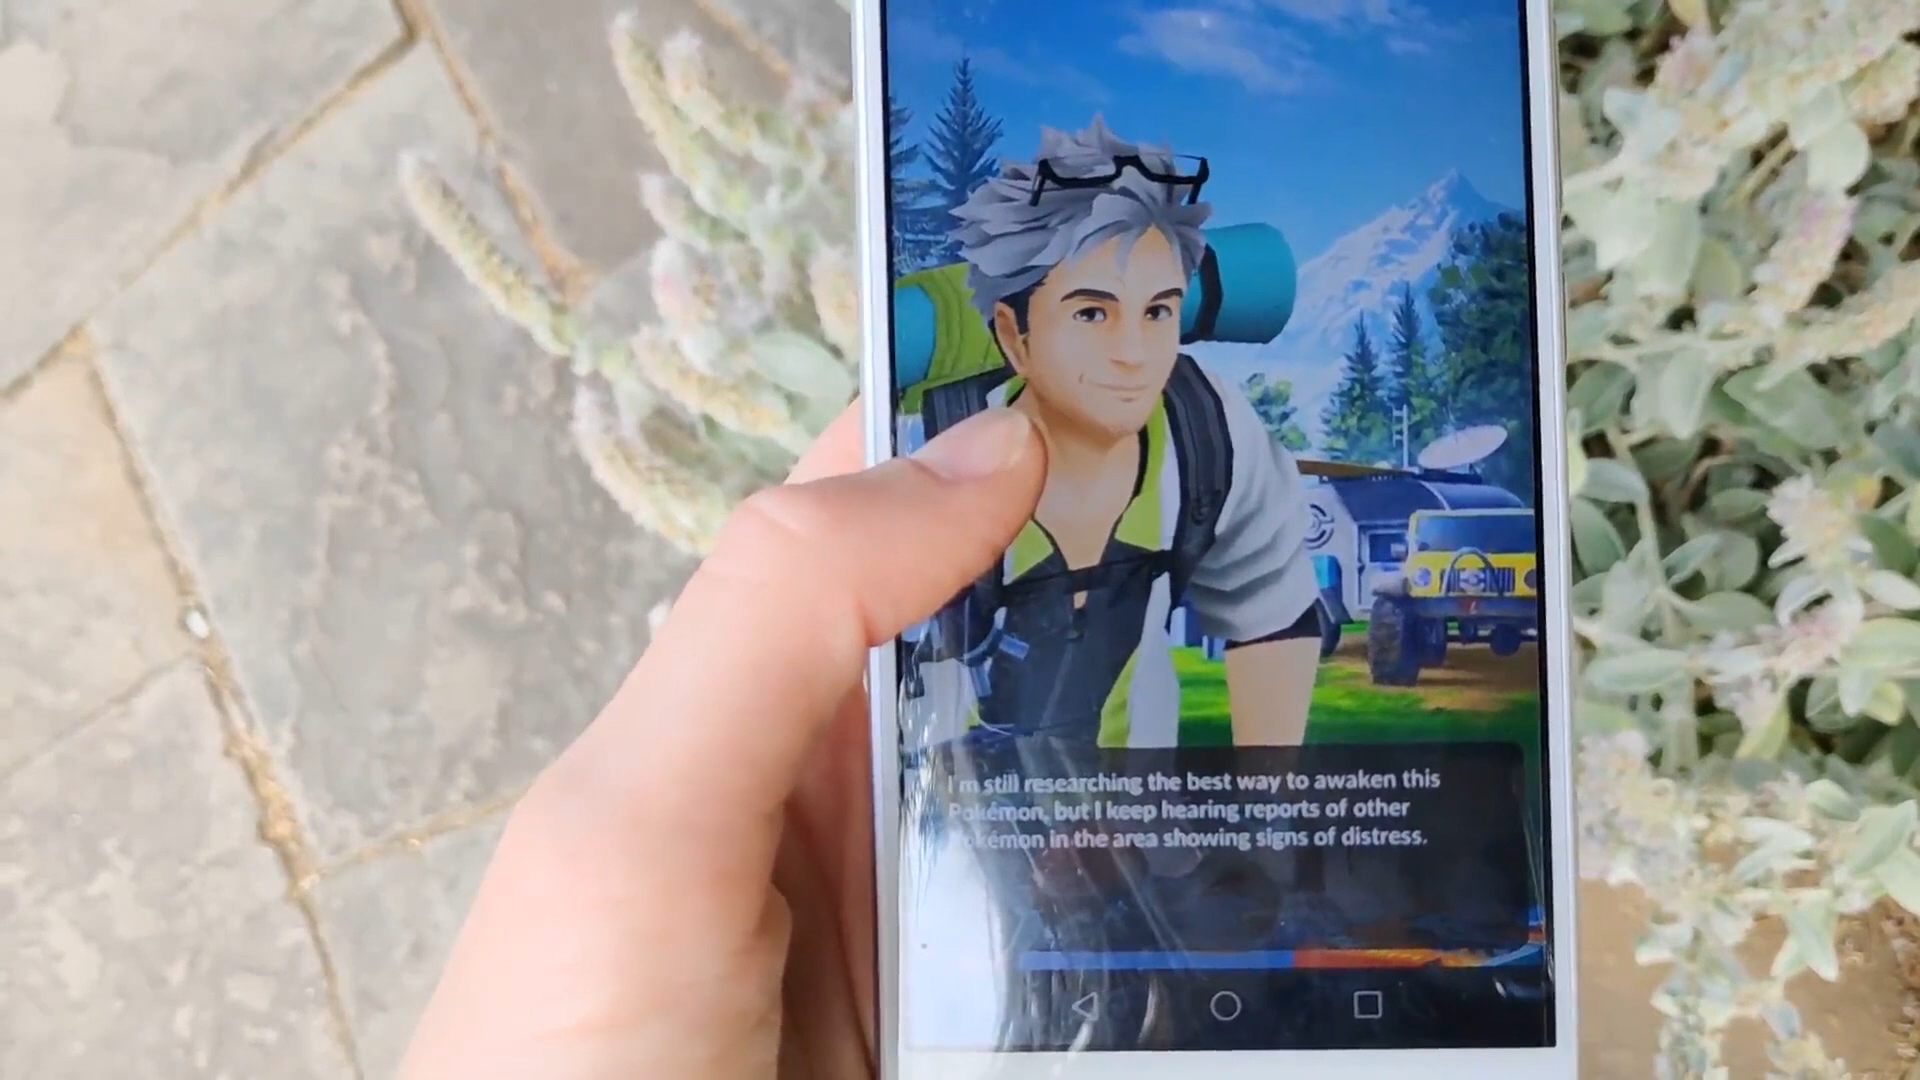 I'm still researching the best way to awaken this
Pokémon, but I keep hearing reports of other
Pokémon in the area showing signs of distress.